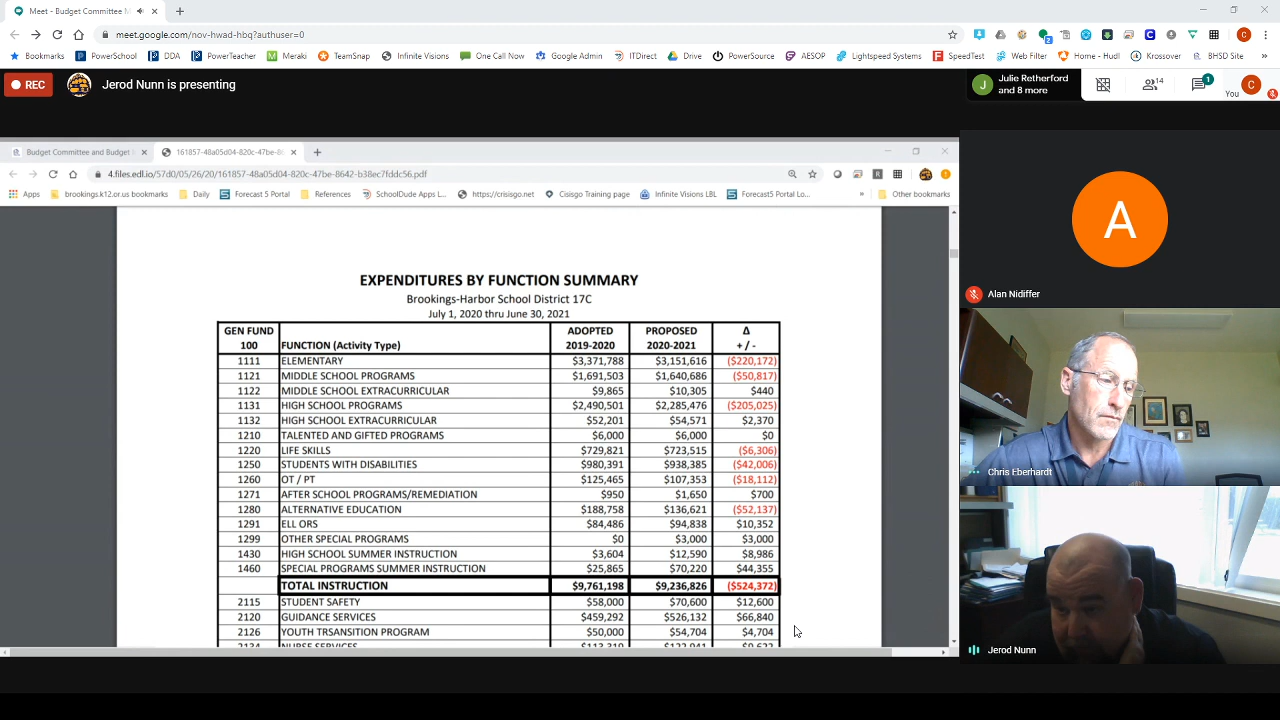 Meet - Budget Committee M
meet.google.com/nov-hwad-hbq?authuser=0
Bookmarks PowerSchool DDA PowerTeacher Meraki TeamSnap Infinite Visions One Call Now Google Admin ITDirect Drive PowerSource AESOP Lightspeed Systems SpeedTest Web Filter Home - Hudl Krossover BHSD Site »
REC
Jerod Nunn is presenting
Julie Retherford
and 8 more
14
1
You
C
Budget Committee and Budget
161857-48a05d04-820c-47be-8
4.files.edl.io/57d0/05/26/20/161857-48a05d04-820c-47be-8642-b38ec7fddc56.pdf
Apps brookings.k12.or.us bookmarks Daily Forecast 5 Portal References SchoolDude Apps L... https://crisisgo.net Cisisgo Training page Infinite Visions LBL Forecast5 Portal Lo... » Other bookmarks
EXPENDITURES BY FUNCTION SUMMARY
Brookings-Harbor School District 17C
July 1, 2020 thru June 30, 2021
GEN FUND 100 FUNCTION (Activity Type) ADOPTED 2019-2020 PROPOSED 2020-2021 Δ + / -
1111 ELEMENTARY $3,371,788 $3,151,616 ($220,172)
1121 MIDDLE SCHOOL PROGRAMS $1,691,503 $1,640,686 ($50,817)
1122 MIDDLE SCHOOL EXTRACURRICULAR $9,865 $10,305 $440
1131 HIGH SCHOOL PROGRAMS $2,490,501 $2,285,476 ($205,025)
1132 HIGH SCHOOL EXTRACURRICULAR $52,201 $54,571 $2,370
1210 TALENTED AND GIFTED PROGRAMS $6,000 $6,000 $0
1220 LIFE SKILLS $729,821 $723,515 ($6,306)
1250 STUDENTS WITH DISABILITIES $980,391 $938,385 ($42,006)
1260 OT / PT $125,465 $107,353 ($18,112)
1271 AFTER SCHOOL PROGRAMS/REMEDIATION $950 $1,650 $700
1280 ALTERNATIVE EDUCATION $188,758 $136,621 ($52,137)
1291 ELL ORS $84,486 $94,838 $10,352
1299 OTHER SPECIAL PROGRAMS $0 $3,000 $3,000
1430 HIGH SCHOOL SUMMER INSTRUCTION $3,604 $12,590 $8,986
1460 SPECIAL PROGRAMS SUMMER INSTRUCTION $25,865 $70,220 $44,355
TOTAL INSTRUCTION $9,761,198 $9,236,826 ($524,372)
2115 STUDENT SAFETY $58,000 $70,600 $12,600
2120 GUIDANCE SERVICES $459,292 $526,132 $66,840
2126 YOUTH TRSANSITION PROGRAM $50,000 $54,704 $4,704
A
Alan Nidiffer
Chris Eberhardt
Jerod Nunn